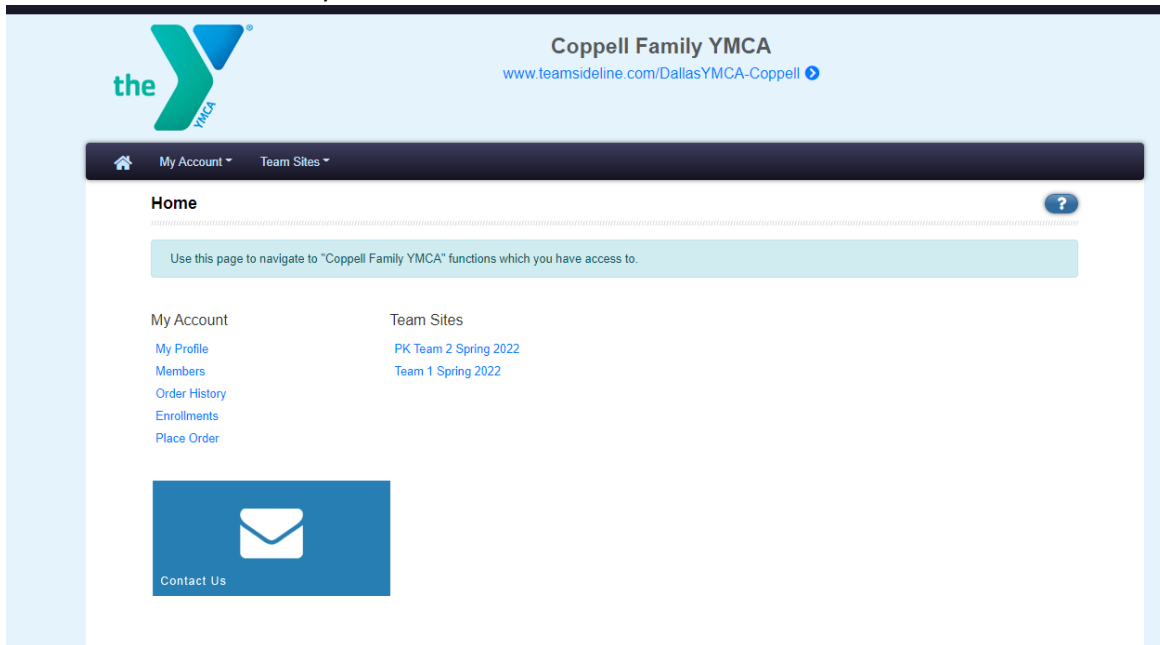 the
YMCA
®
Coppell Family YMCA
www.teamsideline.com/DallasYMCA-Coppell
My Account
Team Sites
Home
?
Use this page to navigate to "Coppell Family YMCA" functions which you have access to.
My Account
My Profile
Members
Order History
Enrollments
Place Order
Team Sites
PK Team 2 Spring 2022
Team 1 Spring 2022
Contact Us